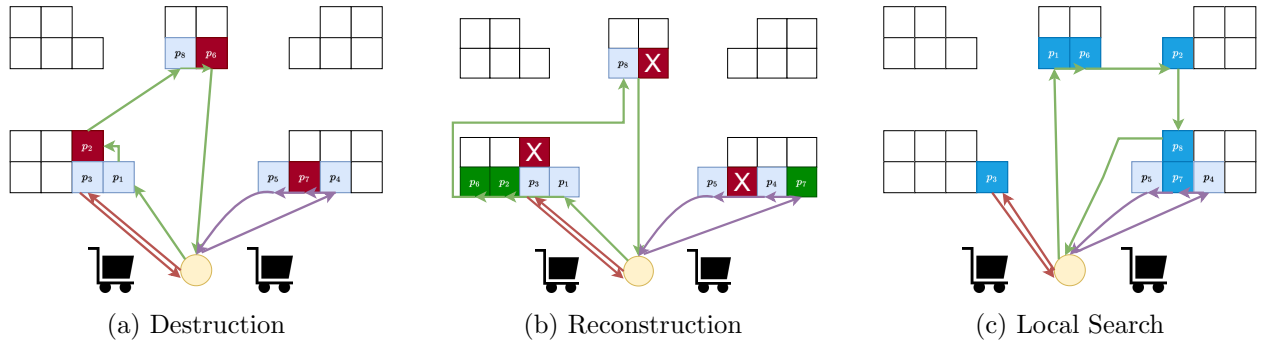 p8 p6
p2
p3 p1
p5 p7 p4
(a) Destruction
p8 X
X
p6 p2 p3 p1
p5 X p4 p7
(b) Reconstruction
p1 p6
p2
p8
p3
p5 p7 p4
(c) Local Search